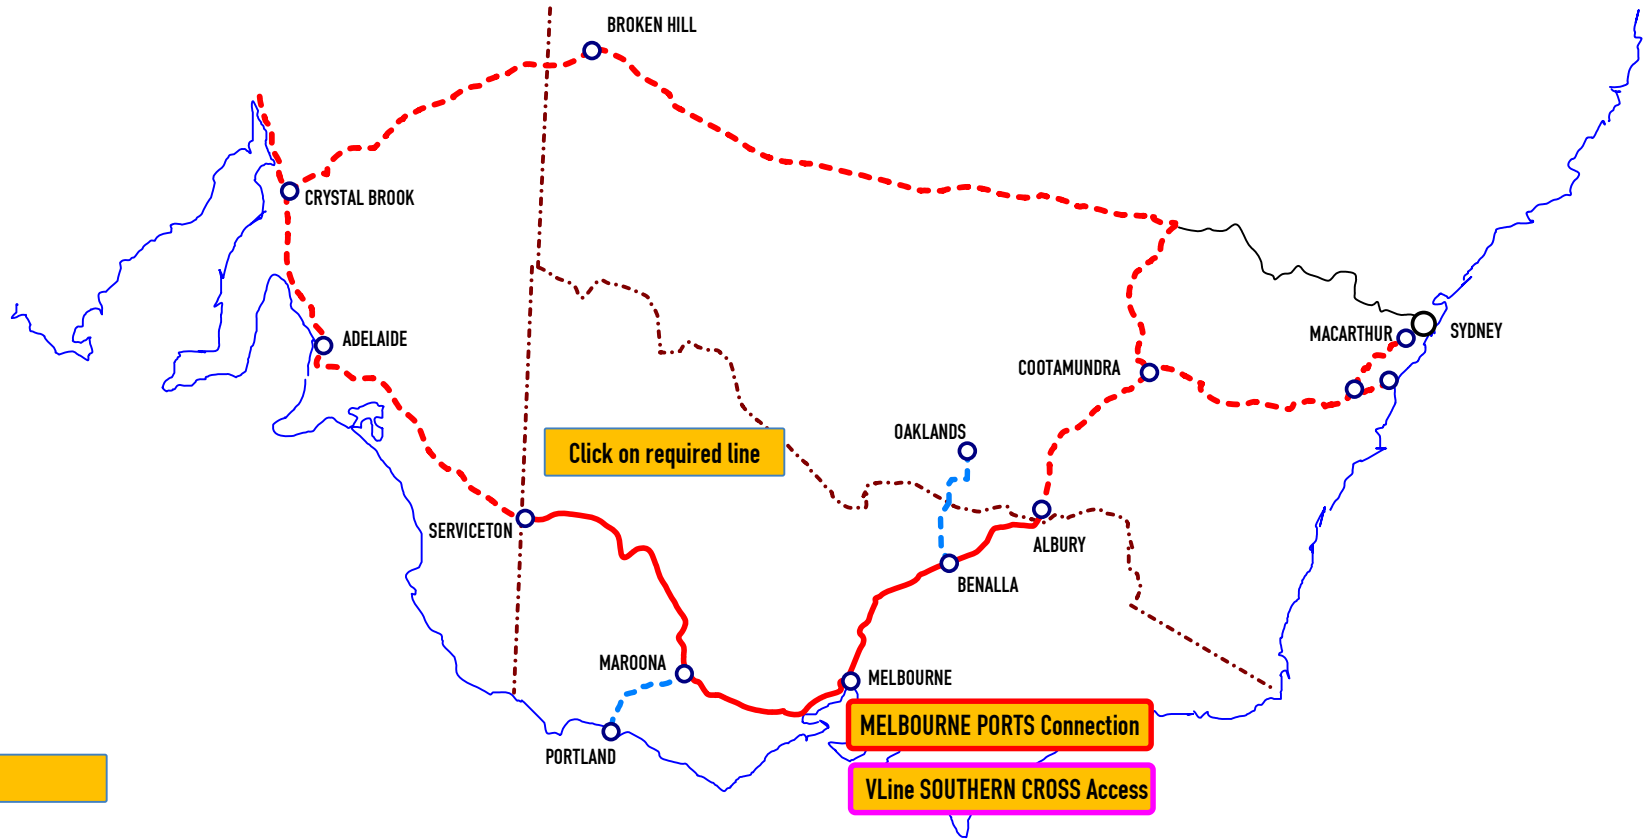 BROKEN HILL
CRYSTAL BROOK
ADELAIDE
MACARTHUR
SYDNEY
COOTAMUNDRA
OAKLANDS
Click on required line
SERVICETON
ALBURY
BENALLA
MAROONA
MELBOURNE
MELBOURNE PORTS Connection
PORTLAND
VLine SOUTHERN CROSS Access